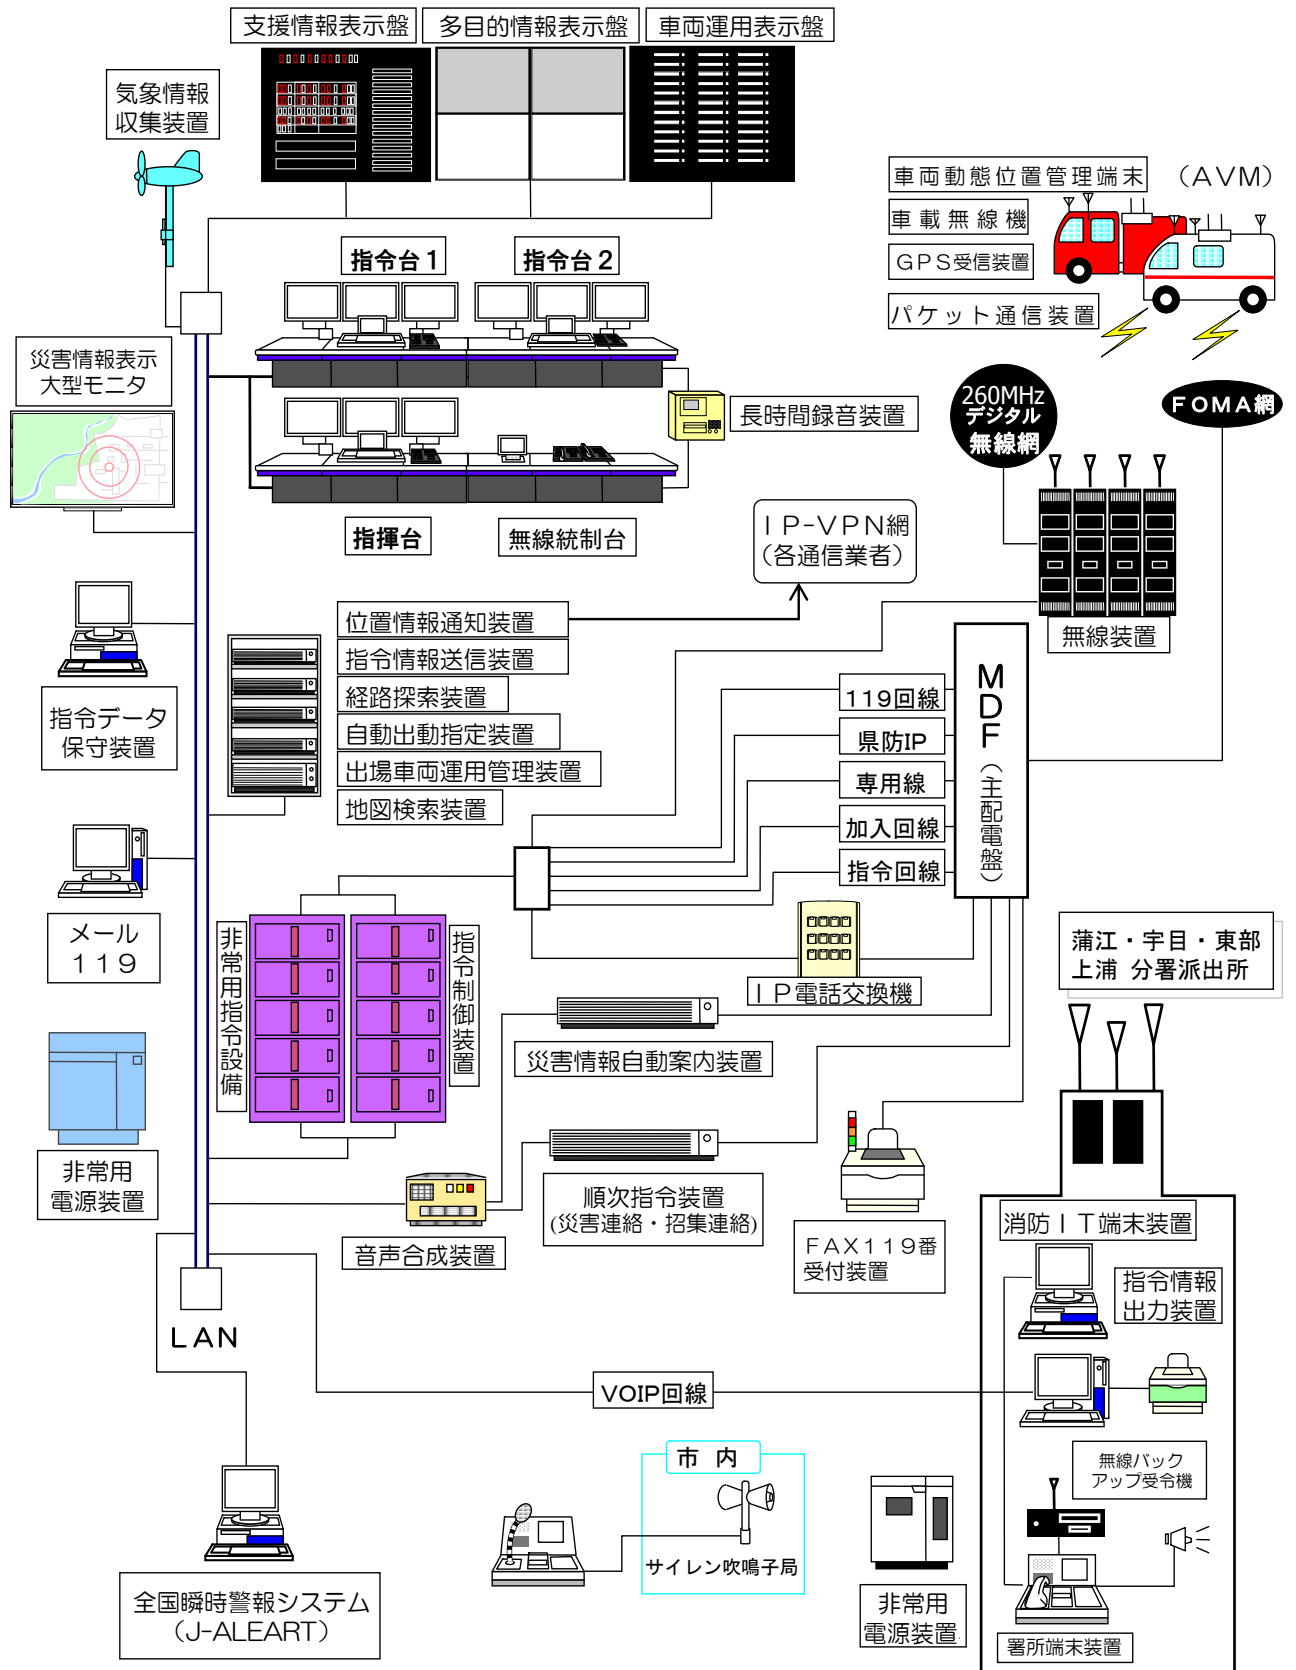 支援情報表示盤
多目的情報表示盤
車両運用表示盤
気象情報
収集装置
車両動態位置管理端末
(AVM)
車載無線機
GPS受信装置
パケット通信装置
指令台1
指令台2
災害情報表示
大型モニタ
長時間録音装置
260MHz
デジタル
無線網
FOMA網
指揮台
無線統制台
IP-VPN網
(各通信業者)
無線装置
位置情報通知装置
指令情報送信装置
経路探索装置
自動出動指定装置
出場車両運用管理装置
地図検索装置
指令データ
保守装置
119回線
県防IP
専用線
加入回線
指令回線
MDF(主配電盤)
メール
119
非常用指令設備
指令制御装置
IP電話交換機
蒲江・宇目・東部
上浦 分署派出所
災害情報自動案内装置
非常用
電源装置
順次指令装置
(災害連絡・招集連絡)
音声合成装置
FAX119番
受付装置
消防IT端末装置
指令情報
出力装置
LAN
VOIP回線
市内
サイレン吹鳴子局
無線バック
アップ受令機
全国瞬時警報システム
(J-ALEART)
非常用
電源装置
署所端末装置